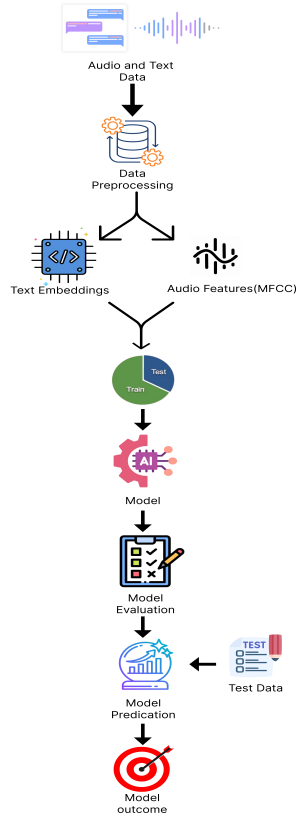 Audio and Text
Data
Data
Preprocessing
</>
Text Embeddings
Audio Features(MFCC)
Test
Train
AI
Model
Model
Evaluation
TEST
Test Data
Model
Predication
Model
outcome